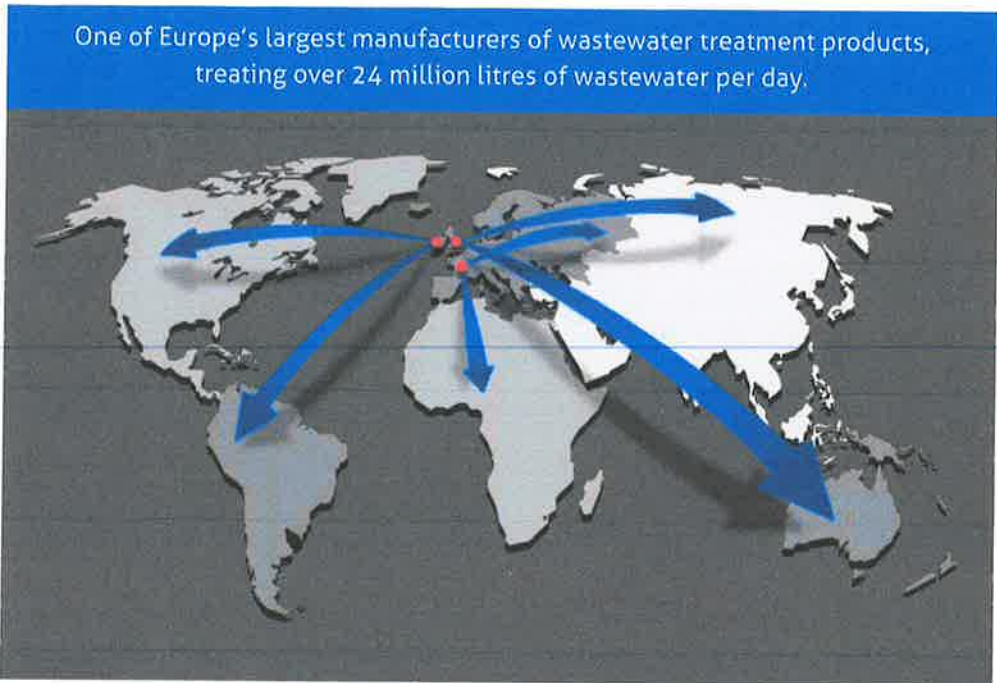 One of Europe's largest manufacturers of wastewater treatment products,
treating over 24 million litres of wastewater per day.